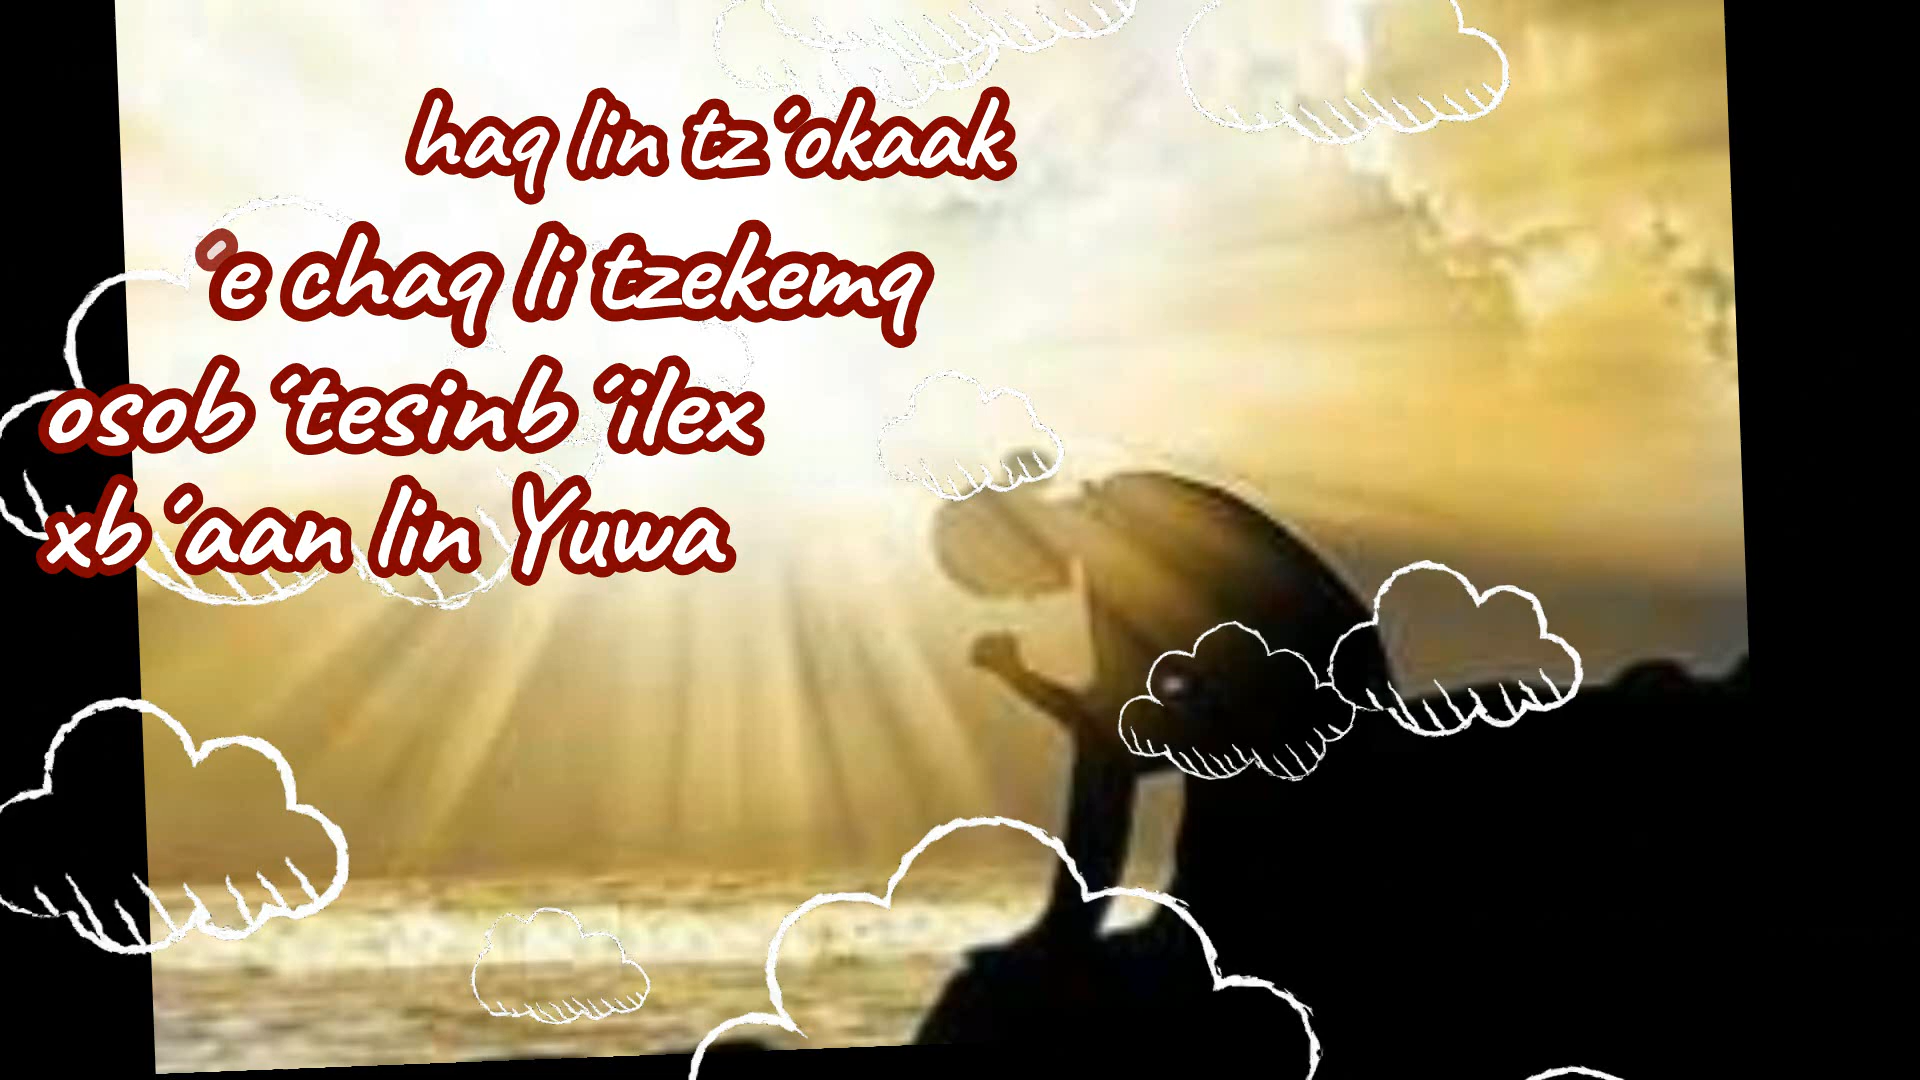 haq lin tz´okaak
´e chaq li tzekemq
osob ´tesinb ´ilex
xb´aan lin Yuwa